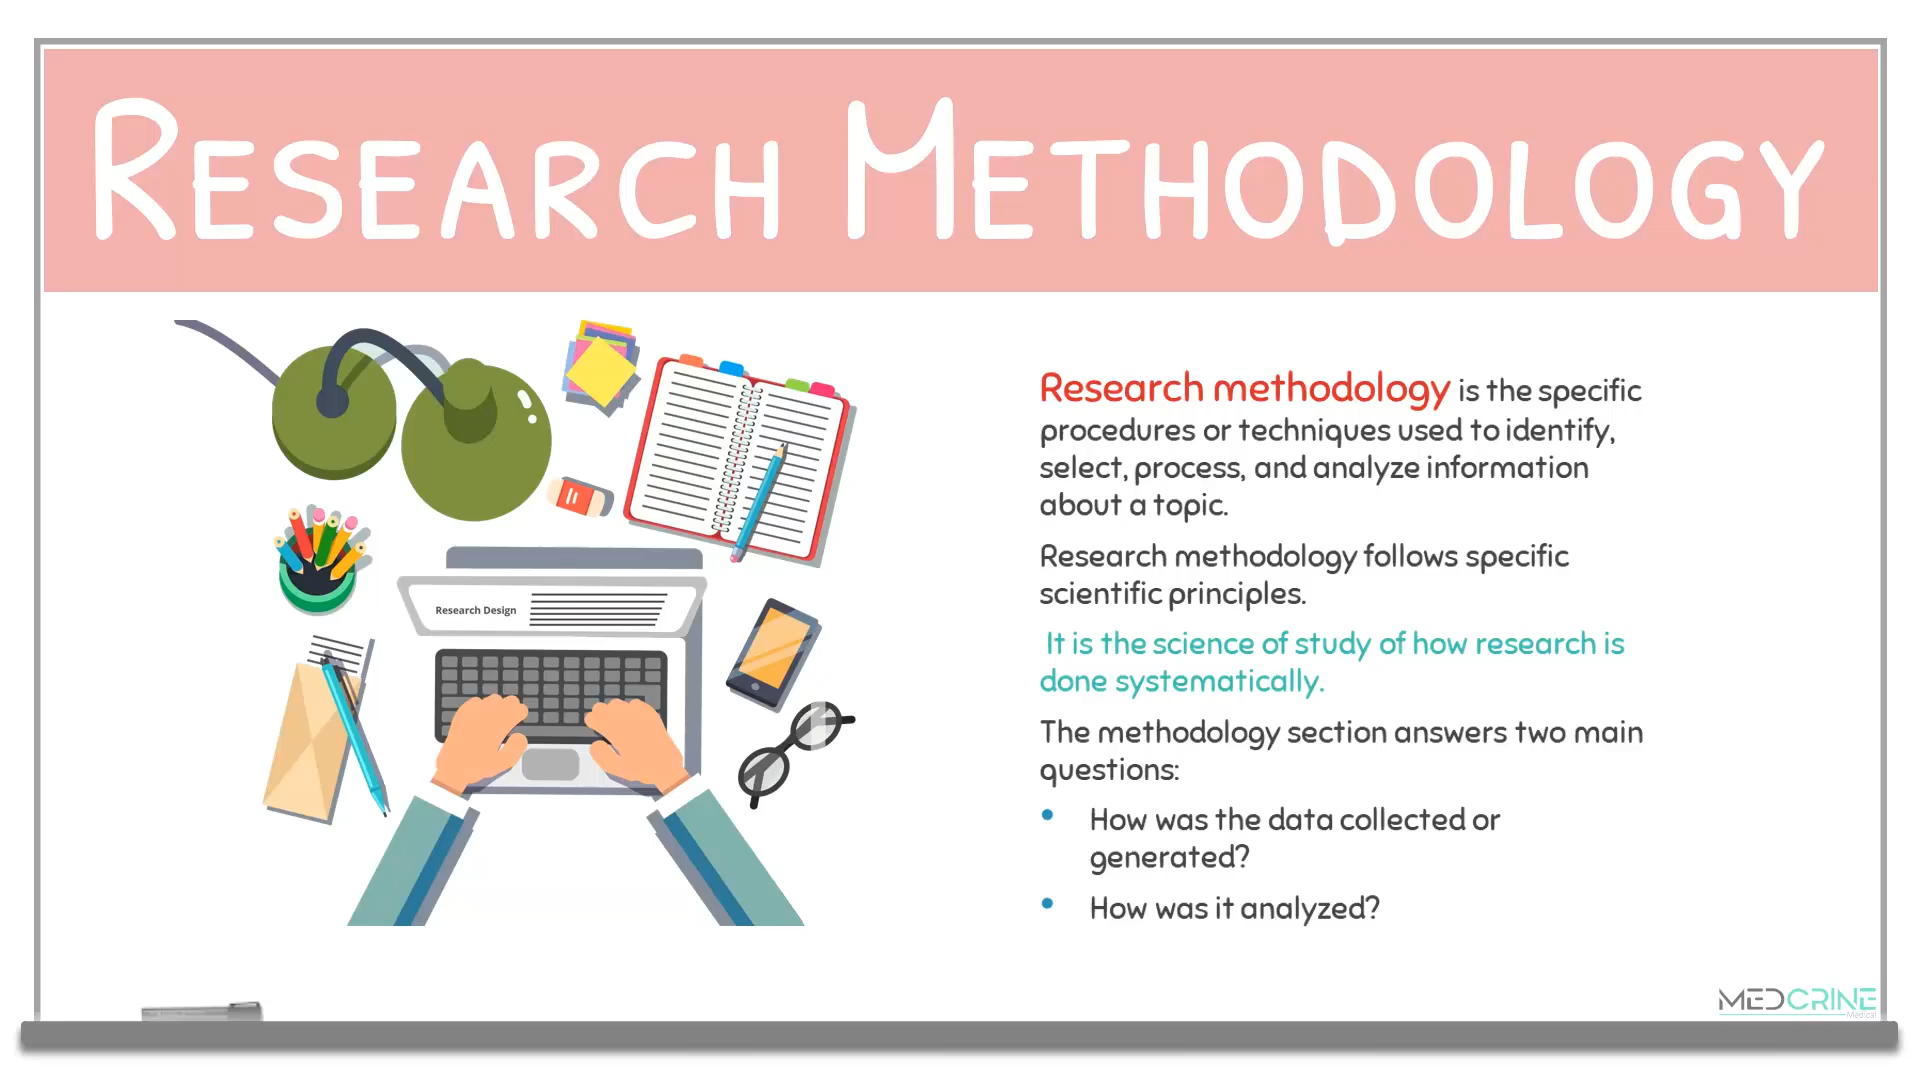 RESEARCH METHODOLOGY
Research Design
Research methodology is the specific
procedures or techniques used to identify,
select, process, and analyze information
about a topic.
Research methodology follows specific
scientific principles.
It is the science of study of how research is
done systematically.
The methodology section answers two main
questions:
• How was the data collected or
generated?
• How was it analyzed?
MEDCRINE
Medical